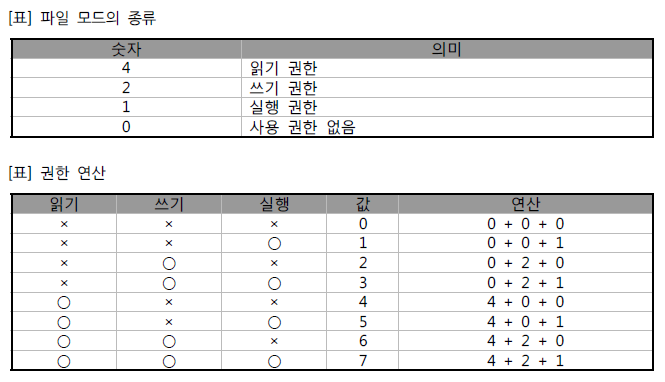 [표] 파일 모드의 종류
숫자 의미
4 읽기 권한
2 쓰기 권한
1 실행 권한
0 사용 권한 없음
[표] 권한 연산
읽기 쓰기 실행 값 연산
× × × 0 0 + 0 + 0
× × ○ 1 0 + 0 + 1
× ○ × 2 0 + 2 + 0
× ○ ○ 3 0 + 2 + 1
○ × × 4 4 + 0 + 0
○ × ○ 5 4 + 0 + 1
○ ○ × 6 4 + 2 + 0
○ ○ ○ 7 4 + 2 + 1